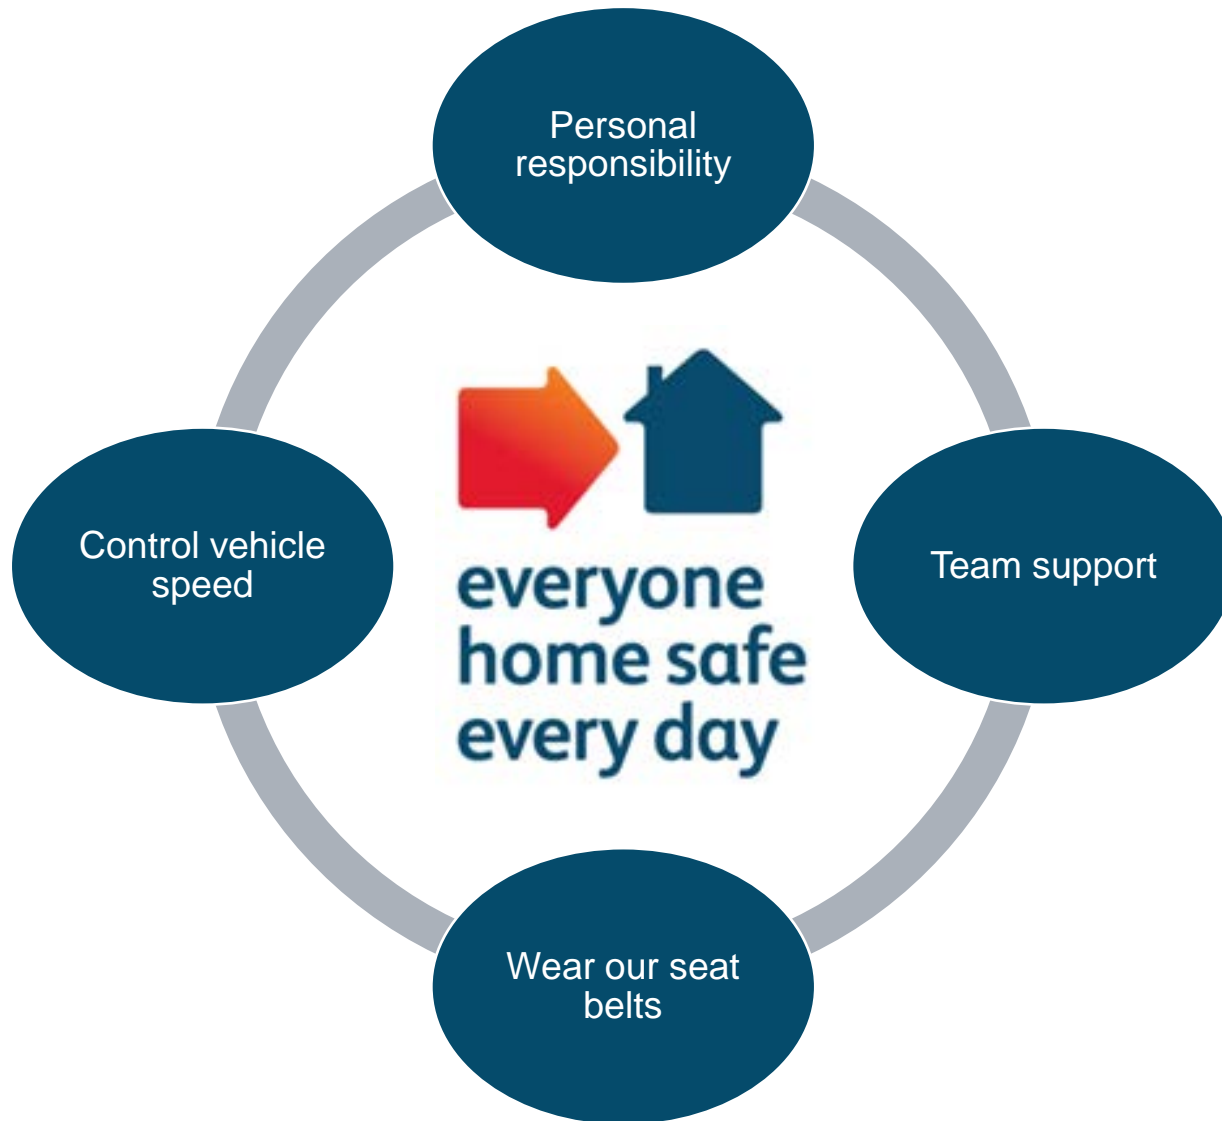 Personal
responsibility
Control vehicle
speed
everyone
home safe
every day
Team support
Wear our seat
belts